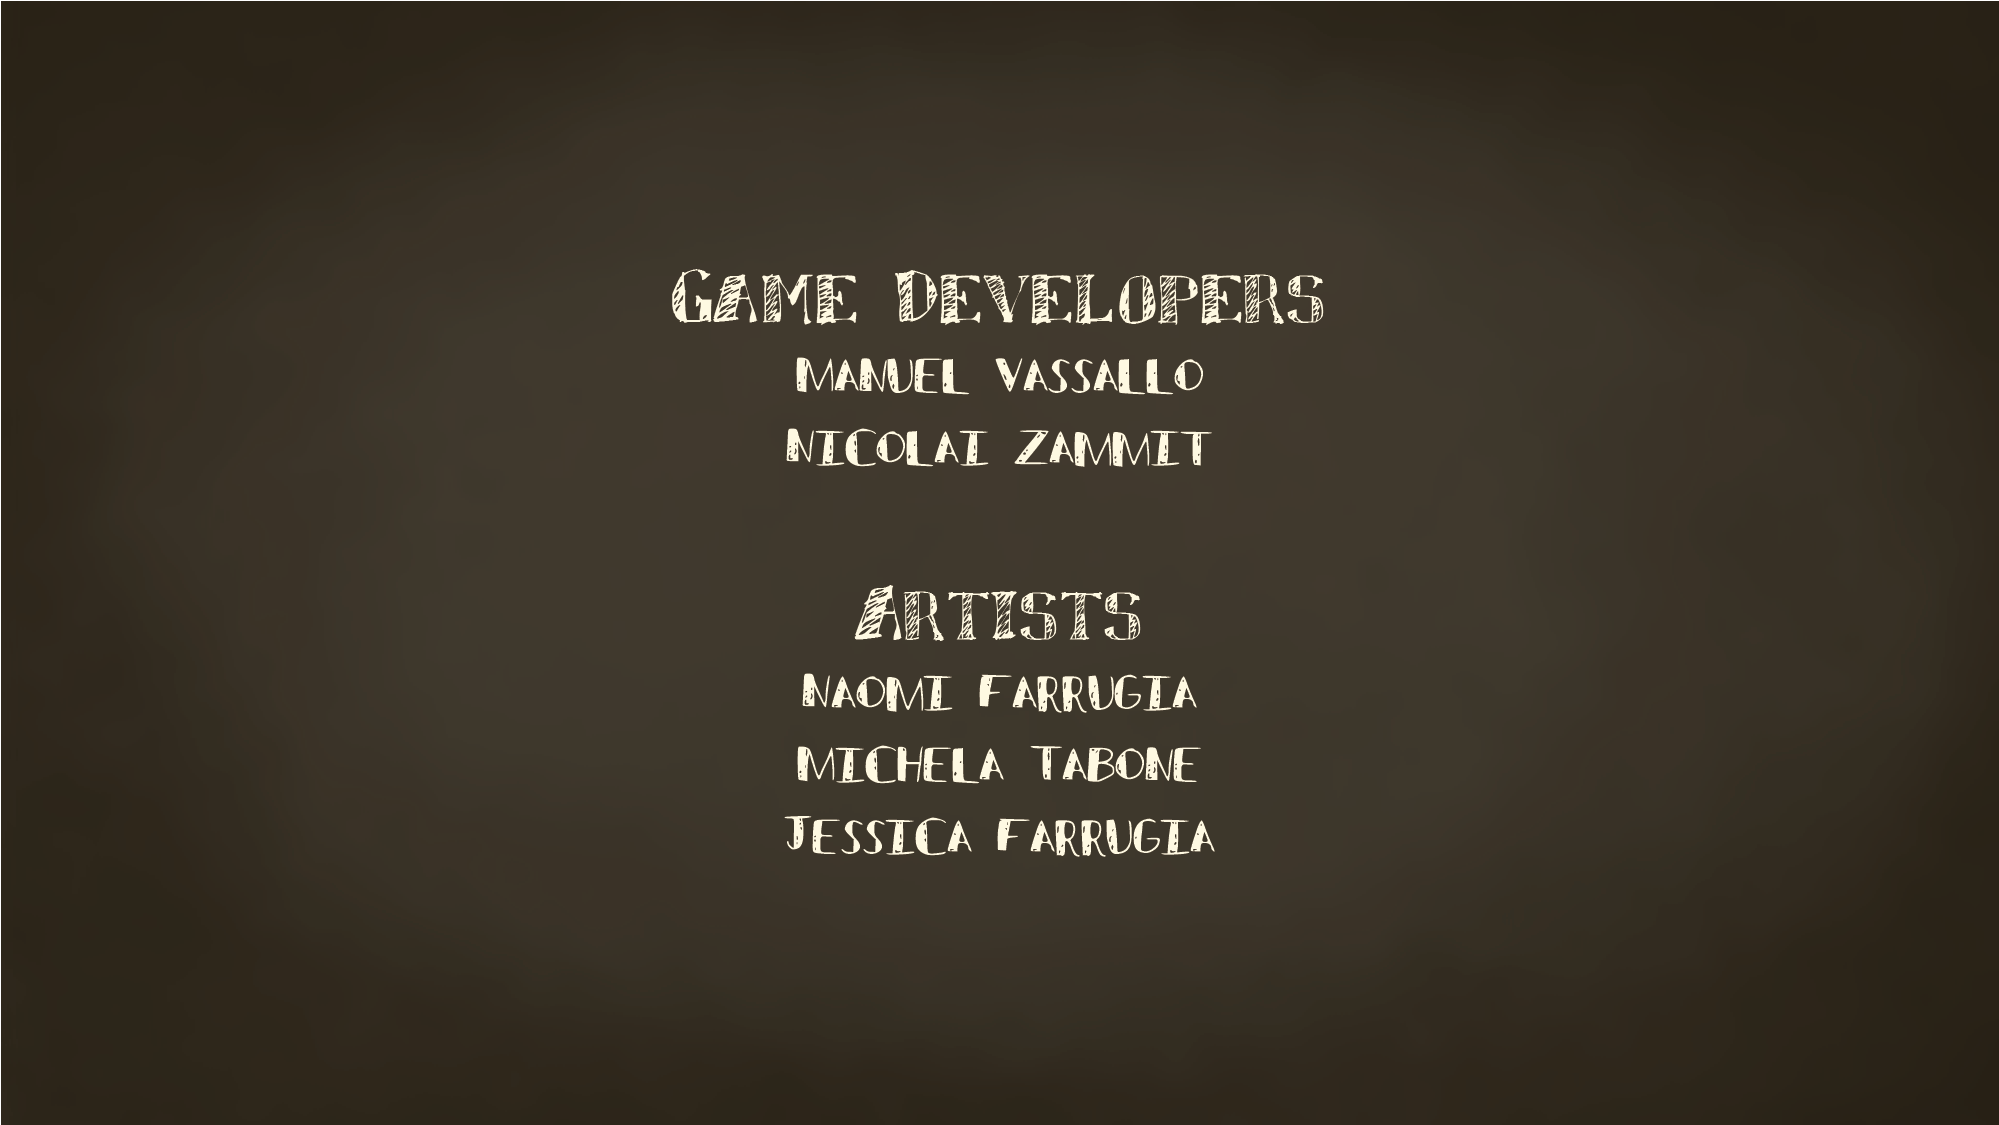 Game Developers
Manuel Vassallo
Nicolai Zammit
Artists
Naomi Farrugia
Michela Tabone
Jessica Farrugia